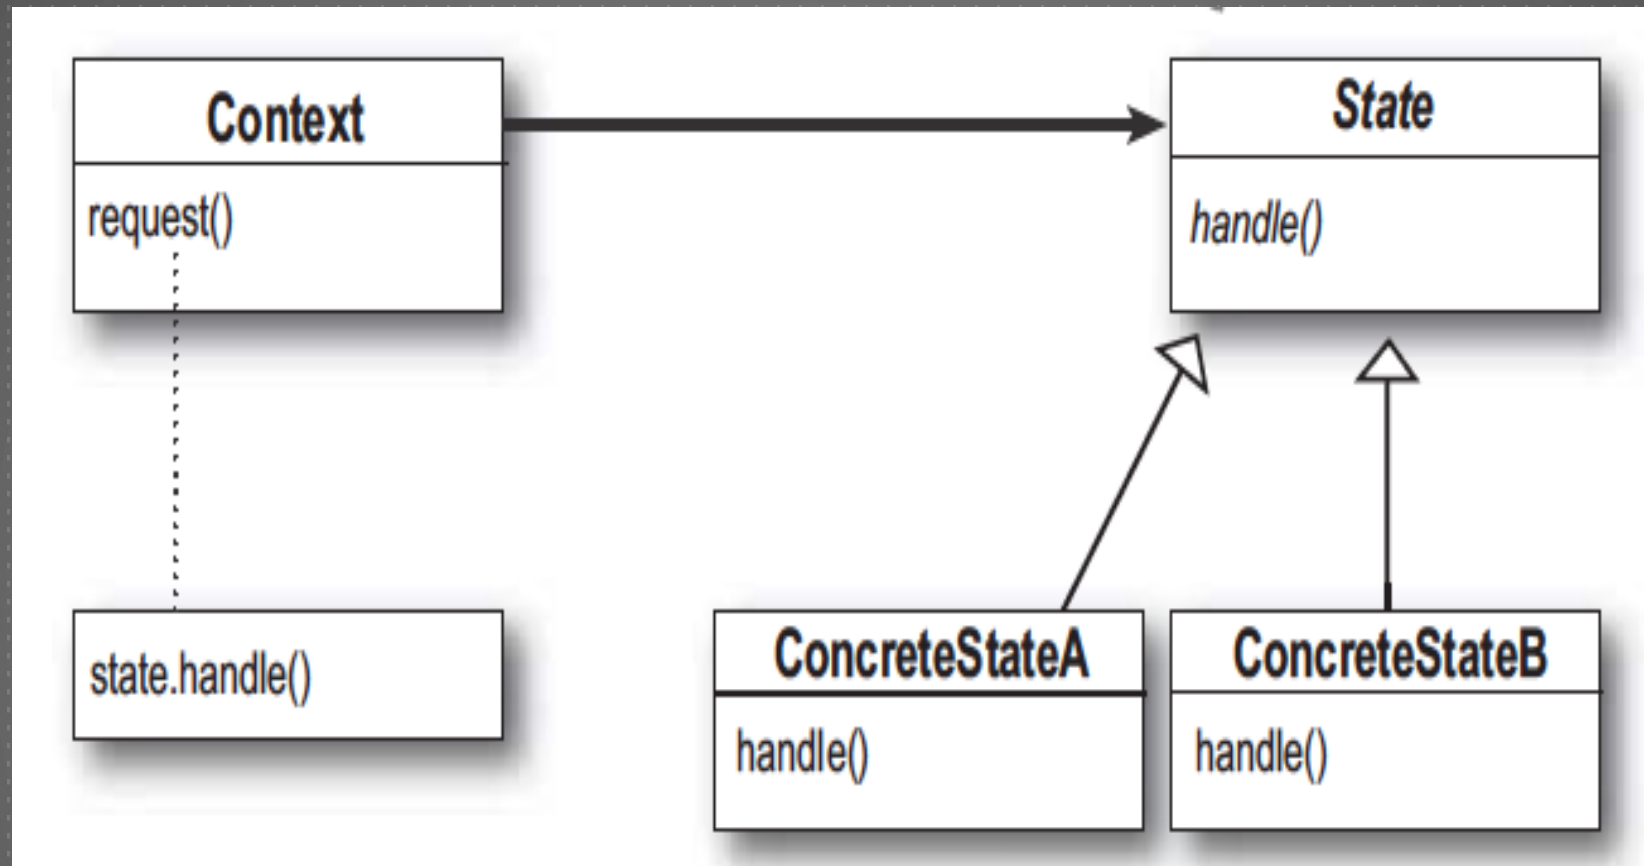 Context
request()
state.handle()
State
handle()
ConcreteStateA
handle()
ConcreteStateB
handle()